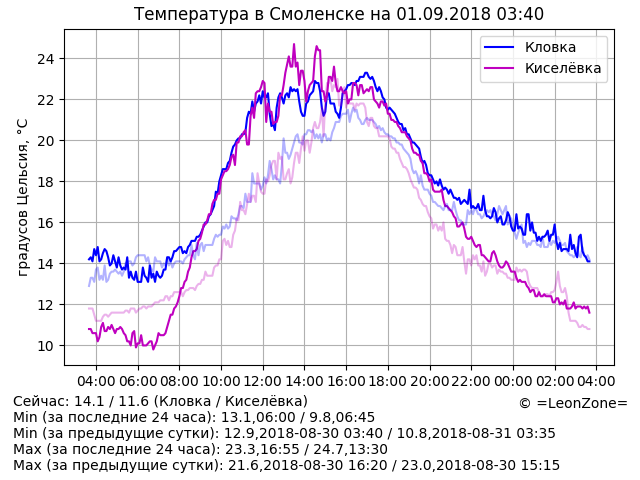 Температура в Смоленске на 01.09.2018 03:40
градусов Цельсия, °C
24
22
20
18
16
14
12
10
Кловка
Киселёвка
04:00 06:00 08:00 10:00 12:00 14:00 16:00 18:00 20:00 22:00 00:00 02:00 04:00
Сейчас: 14.1 / 11.6 (Кловка / Киселёвка)
© =LeonZone=
Min (за последние 24 часа): 13.1,06:00 / 9.8,06:45
Min (за предыдущие сутки): 12.9,2018-08-30 03:40 / 10.8,2018-08-31 03:35
Max (за последние 24 часа): 23.3,16:55 / 24.7,13:30
Max (за предыдущие сутки): 21.6,2018-08-30 16:20 / 23.0,2018-08-30 15:15